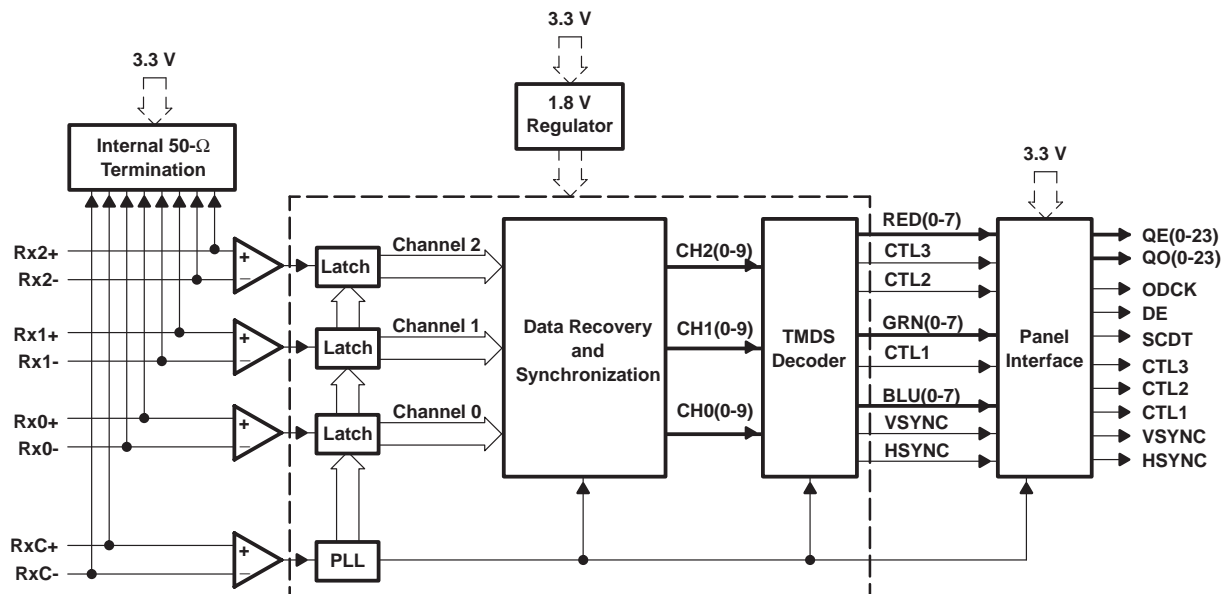 3.3 V
3.3 V
1.8 V
Regulator
Internal 50-Ω
Termination
3.3 V
Rx2+
Rx2-
Rx1+
Rx1-
Rx0+
Rx0-
RxC+
RxC-
+
−
+
−
+
−
+
−
Latch
Latch
Latch
PLL
Channel 2
Channel 1
Channel 0
Data Recovery
and
Synchronization
CH2(0-9)
CH1(0-9)
CH0(0-9)
TMDS
Decoder
RED(0-7)
CTL3
CTL2
GRN(0-7)
CTL1
BLU(0-7)
VSYNC
HSYNC
Panel
Interface
QE(0-23)
QO(0-23)
ODCK
DE
SCDT
CTL3
CTL2
CTL1
VSYNC
HSYNC